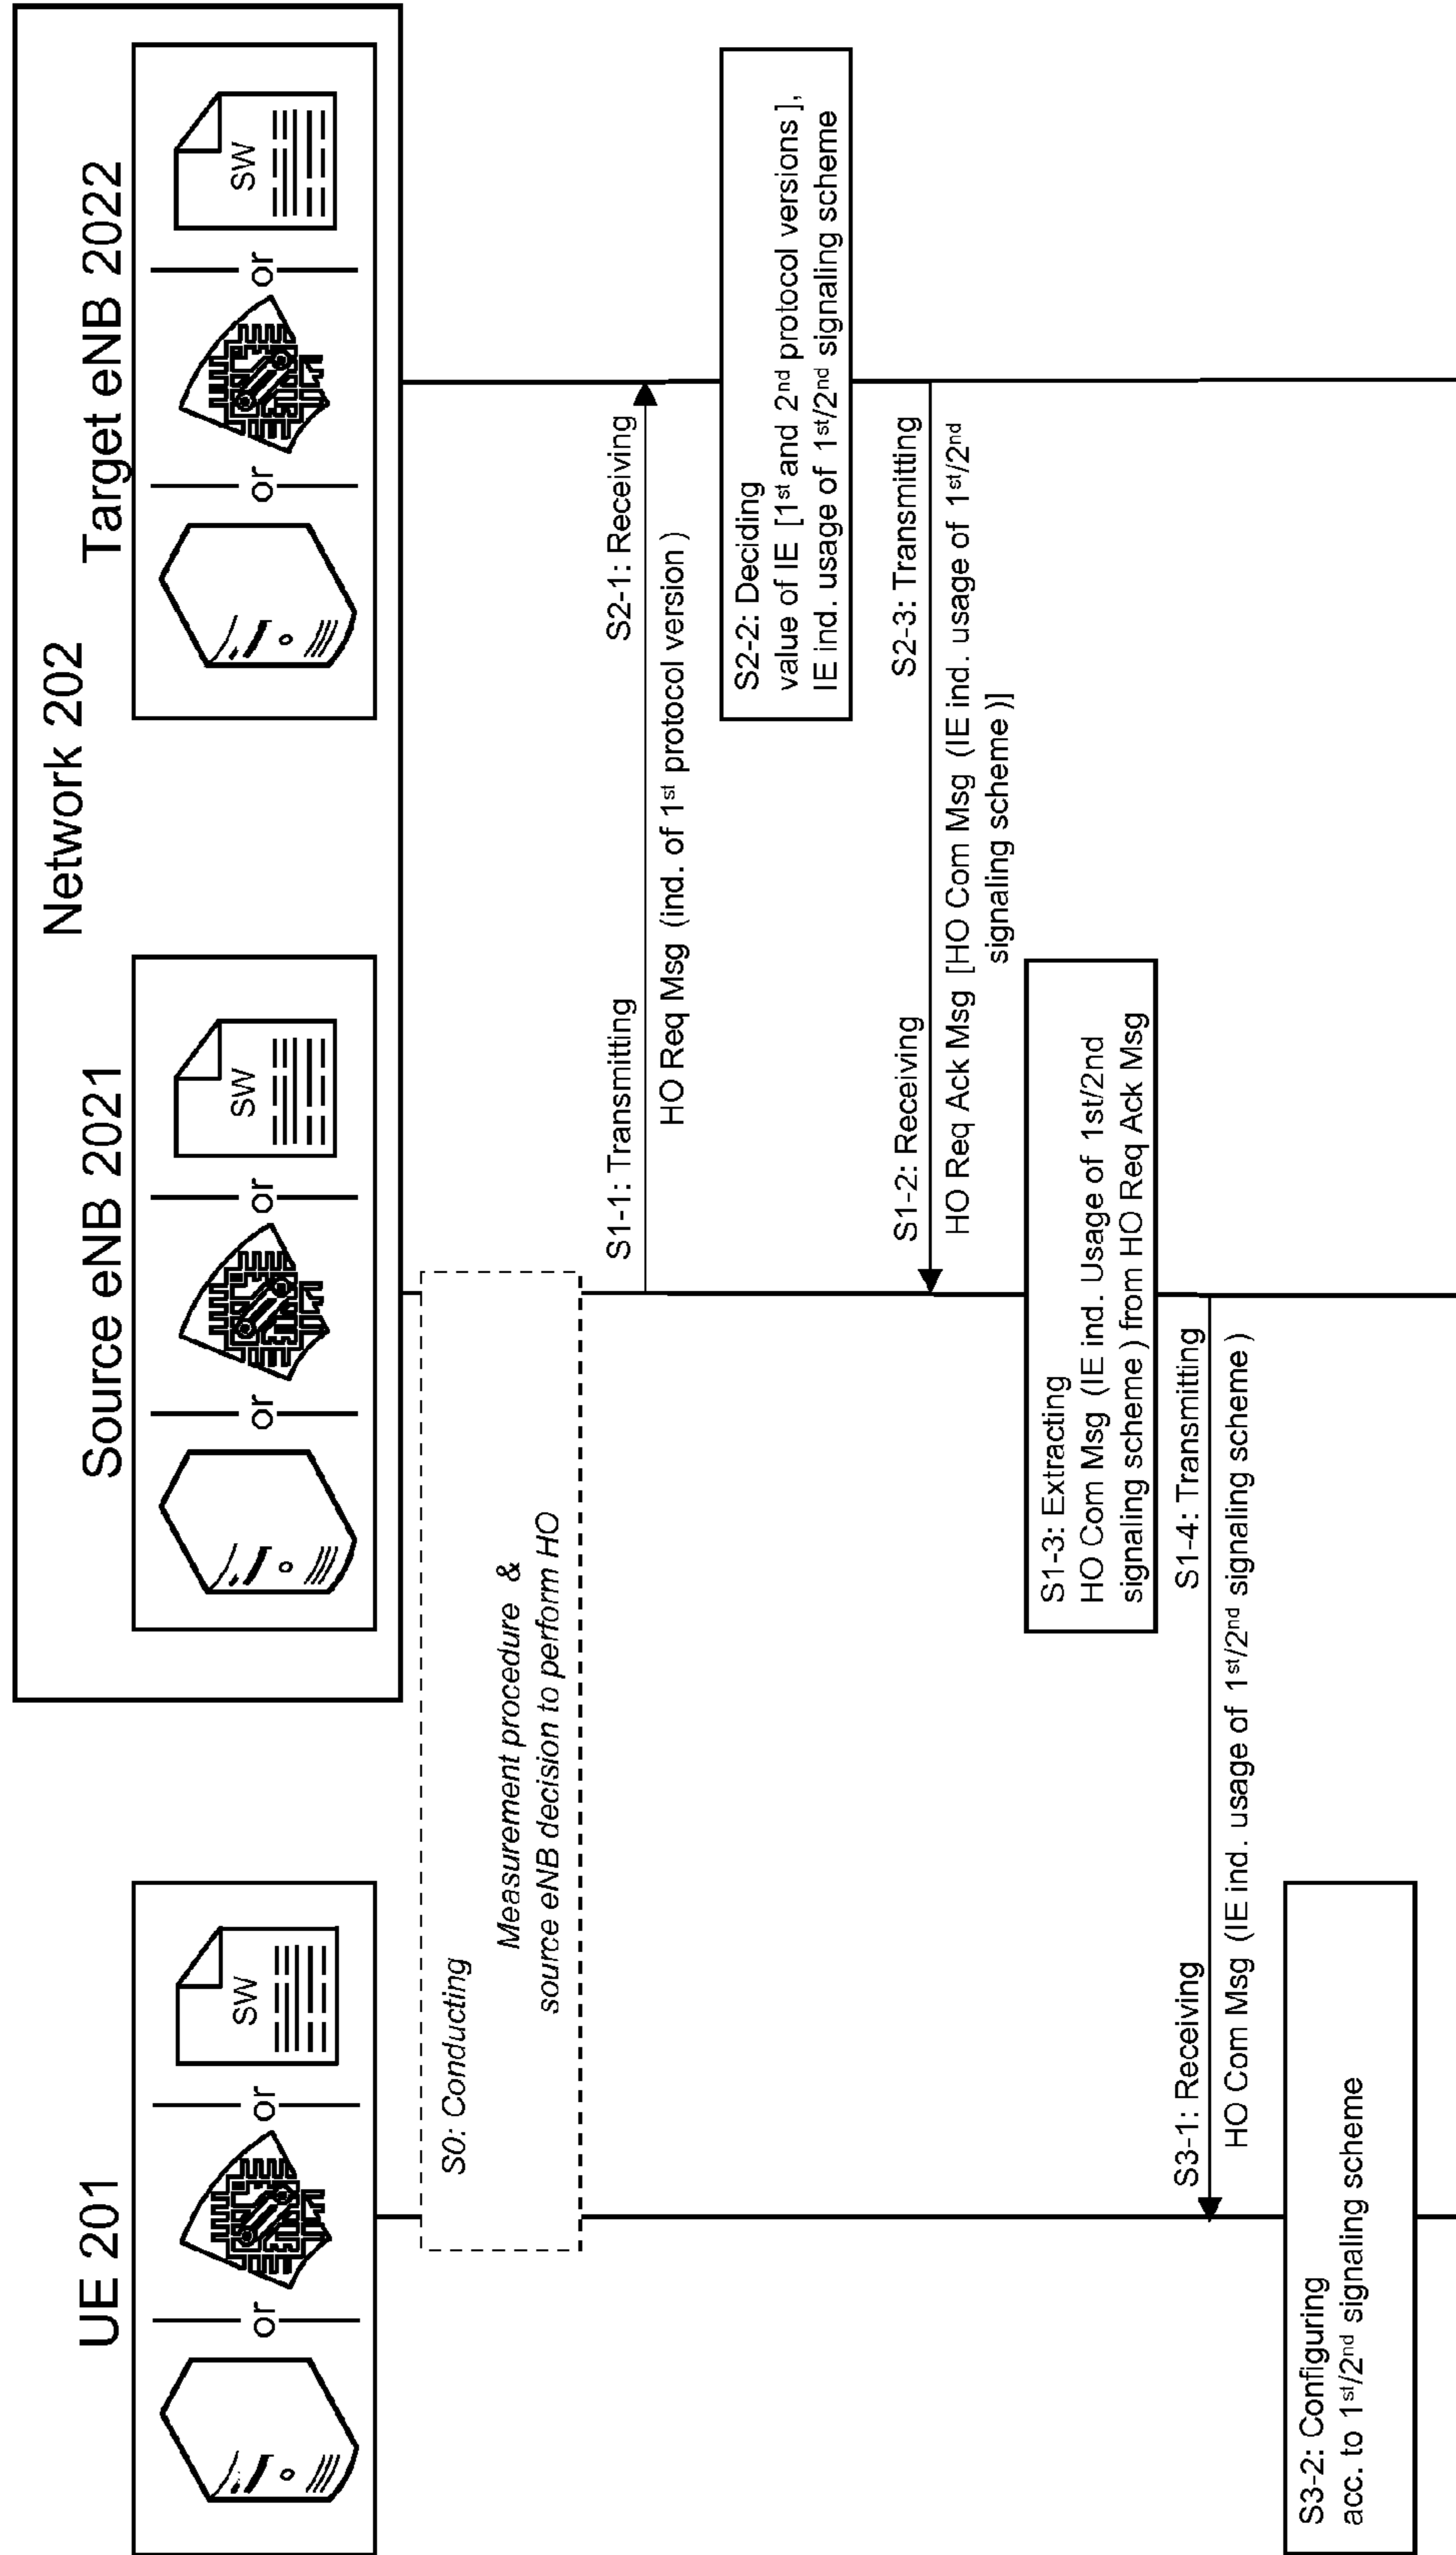 Network 202
UE 201
Source eNB 2021
Target eNB 2022
or
or
SW
or
or
SW
or
or
SW
S0: Conducting
Measurement procedure &
source eNB decision to perform HO
S1-1: Transmitting
S2-1: Receiving
HO Req Msg (ind. of 1st protocol version)
S2-2: Deciding
value of IE [1st and 2nd protocol versions],
IE ind. usage of 1st/2nd signaling scheme
S1-2: Receiving
S2-3: Transmitting
HO Req Ack Msg [HO Com Msg (IE ind. usage of 1st/2nd
signaling scheme)]
S1-3: Extracting
HO Com Msg (IE ind. Usage of 1st/2nd
signaling scheme) from HO Req Ack Msg
S3-1: Receiving
S1-4: Transmitting
HO Com Msg (IE ind. usage of 1st/2nd signaling scheme)
S3-2: Configuring
acc. to 1st/2nd signaling scheme